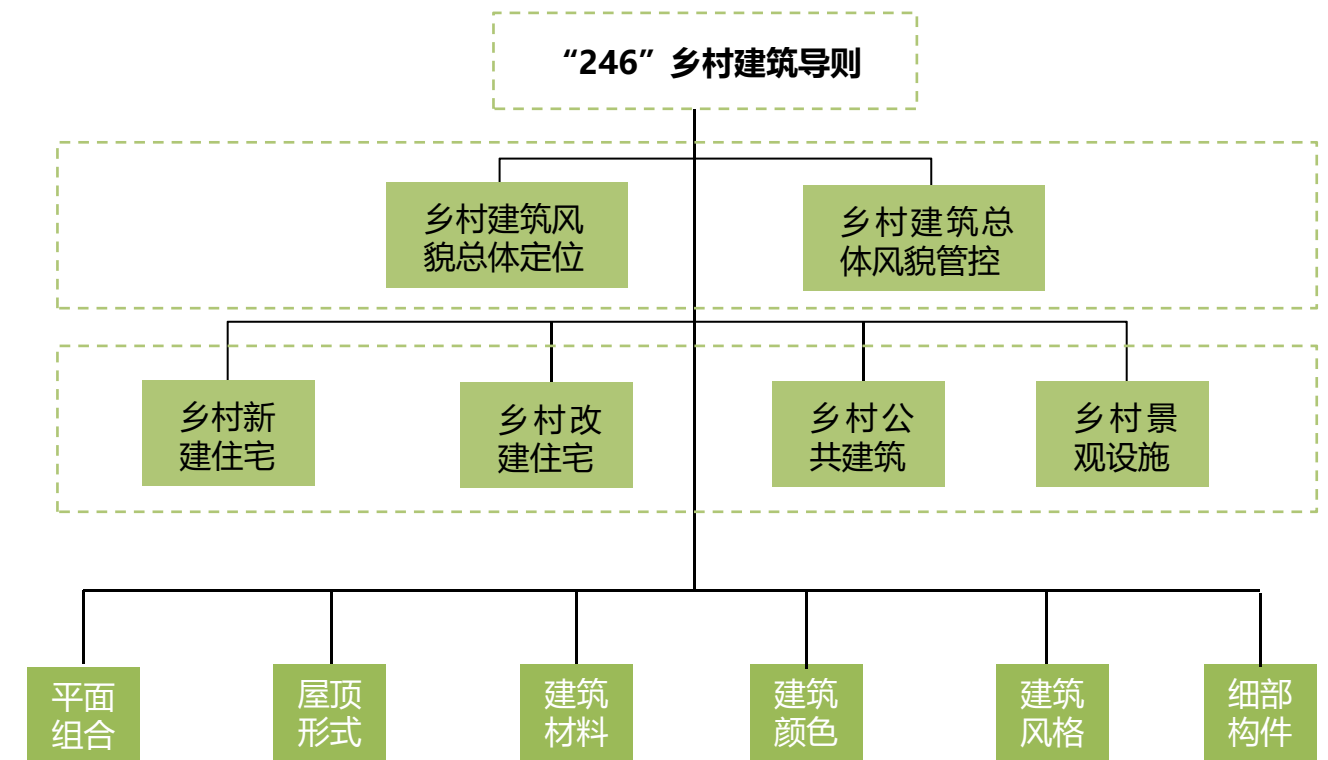 “246”乡村建筑导则
乡村建筑风
貌总体定位
乡村建筑总
体风貌管控
乡村新
建住宅
乡村改
建住宅
乡村公
共建筑
乡村景
观设施
平面
组合
屋顶
形式
建筑
材料
建筑
颜色
建筑
风格
细部
构件